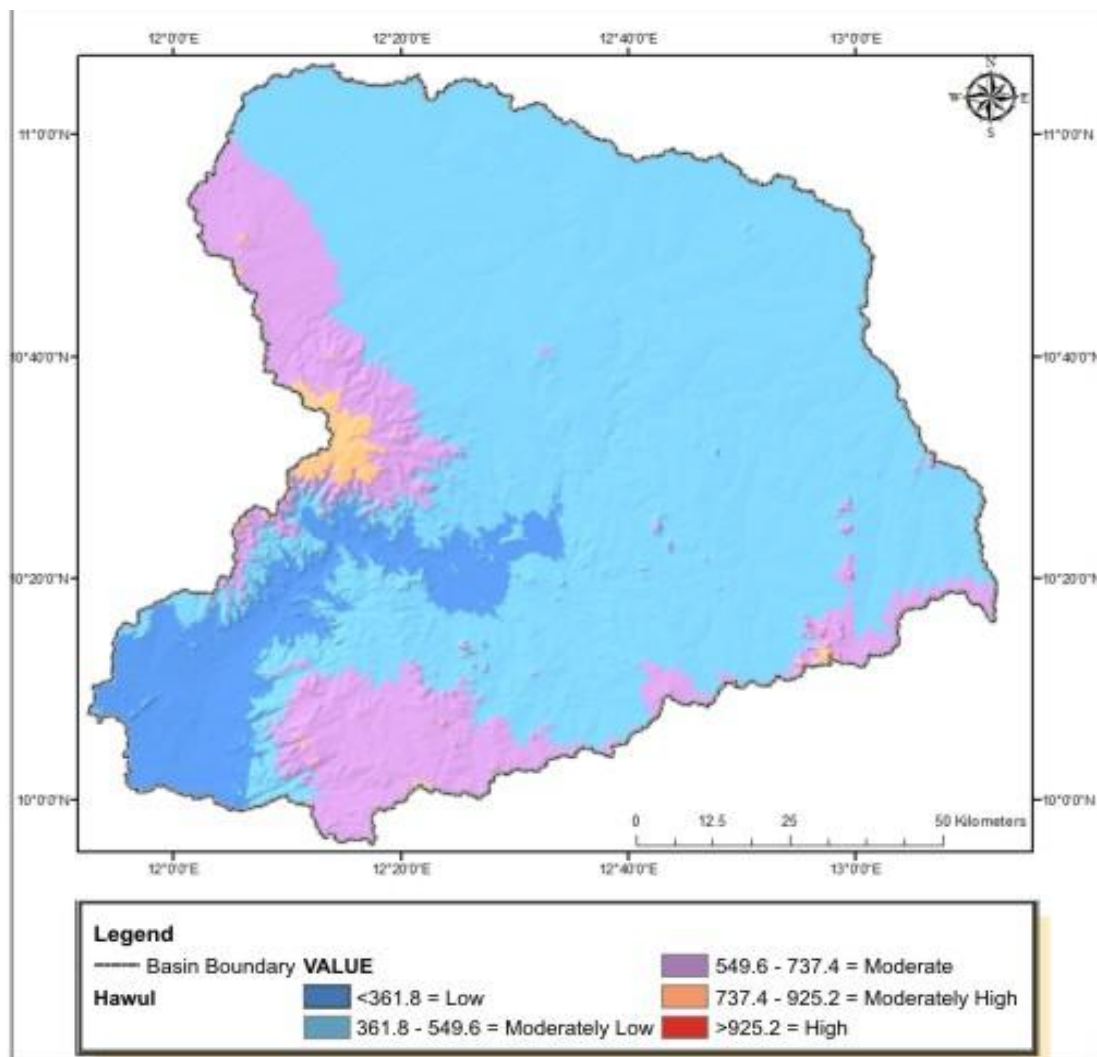 12°0'0"E 12°20'0"E 12°40'0"E 13°0'0"E
N
W E
S
11°0'0"N 11°0'0"N
10°40'0"N 10°40'0"N
10°20'0"N 10°20'0"N
10°0'0"N 10°0'0"N
0 12.5 25 50 Kilometers
12°0'0"E 12°20'0"E 12°40'0"E 13°0'0"E
Legend
Basin Boundary VALUE 549.6 - 737.4 = Moderate
Hawul <361.8 = Low 737.4 - 925.2 = Moderately High
361.8 - 549.6 = Moderately Low >925.2 = High